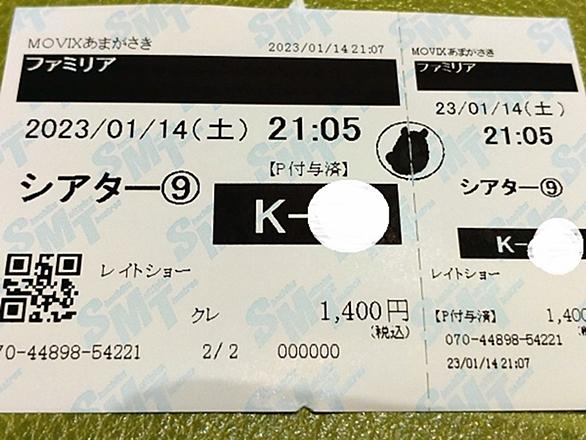 MOVIXあまがさき 2023/01/14 21:07
ファミリア
2023/01/14(土) 21:05
【P付与済】
シアター⑨
K-
レイトショー
クレ 1,400円
(税込)
70-44898-54221 2/2 000000
MOVIXあまがさき
ファミリア
23/01/14(土)
21:05
シアター⑨
K-
レイトショー
【P付与済】 1,400
070-44898-54221
23/01/14 21:07
SMT